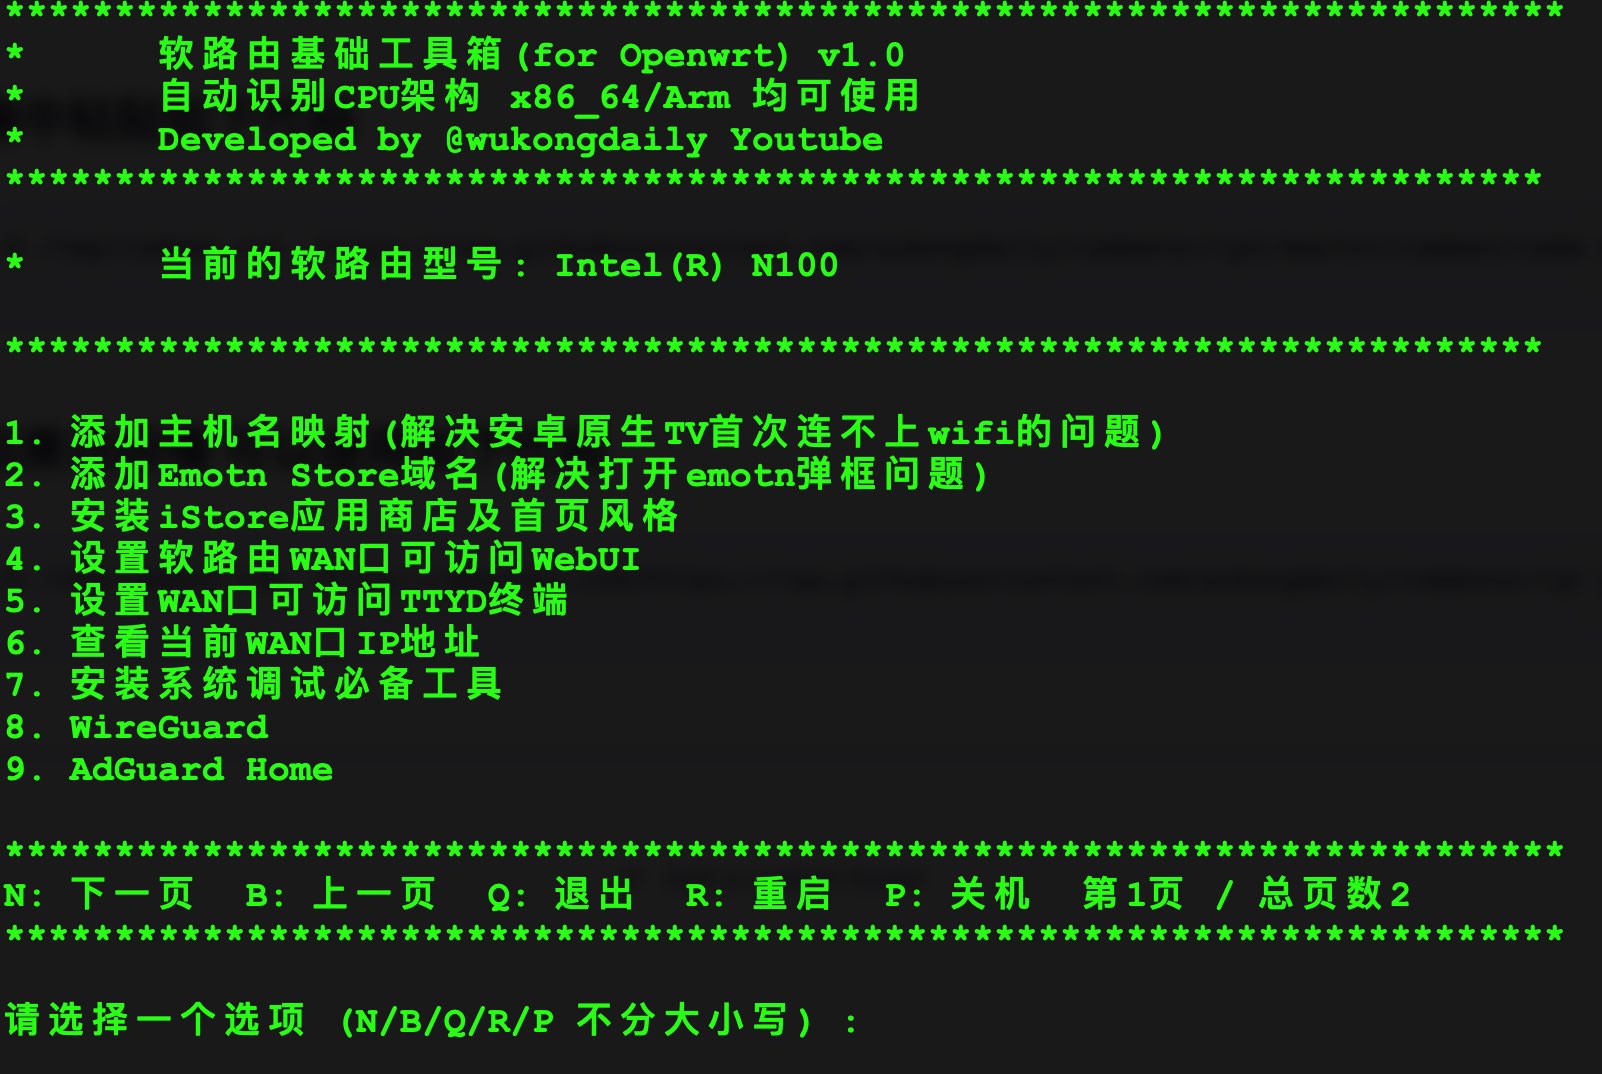 ***********************************************************************
*      软路由基础工具箱(for Openwrt) v1.0
*      自动识别CPU架构 x86_64/Arm 均可使用
*      Developed by @wukongdaily Youtube
**********************************************************************
*      当前的软路由型号: Intel(R) N100
**********************************************************************
1. 添加主机名映射(解决安卓原生TV首次连不上wifi的问题)
2. 添加Emotn Store域名(解决打开emotn弹框问题)
3. 安装iStore应用商店及首页风格
4. 设置软路由WAN口可访问WebUI
5. 设置WAN口可访问TTYD终端
6. 查看当前WAN口IP地址
7. 安装系统调试必备工具
8. WireGuard
9. AdGuard Home
***********************************************************************
N: 下一页  B: 上一页  Q: 退出  R: 重启  P: 关机  第1页 / 总页数2
***********************************************************************
请选择一个选项 (N/B/Q/R/P 不分大小写) :